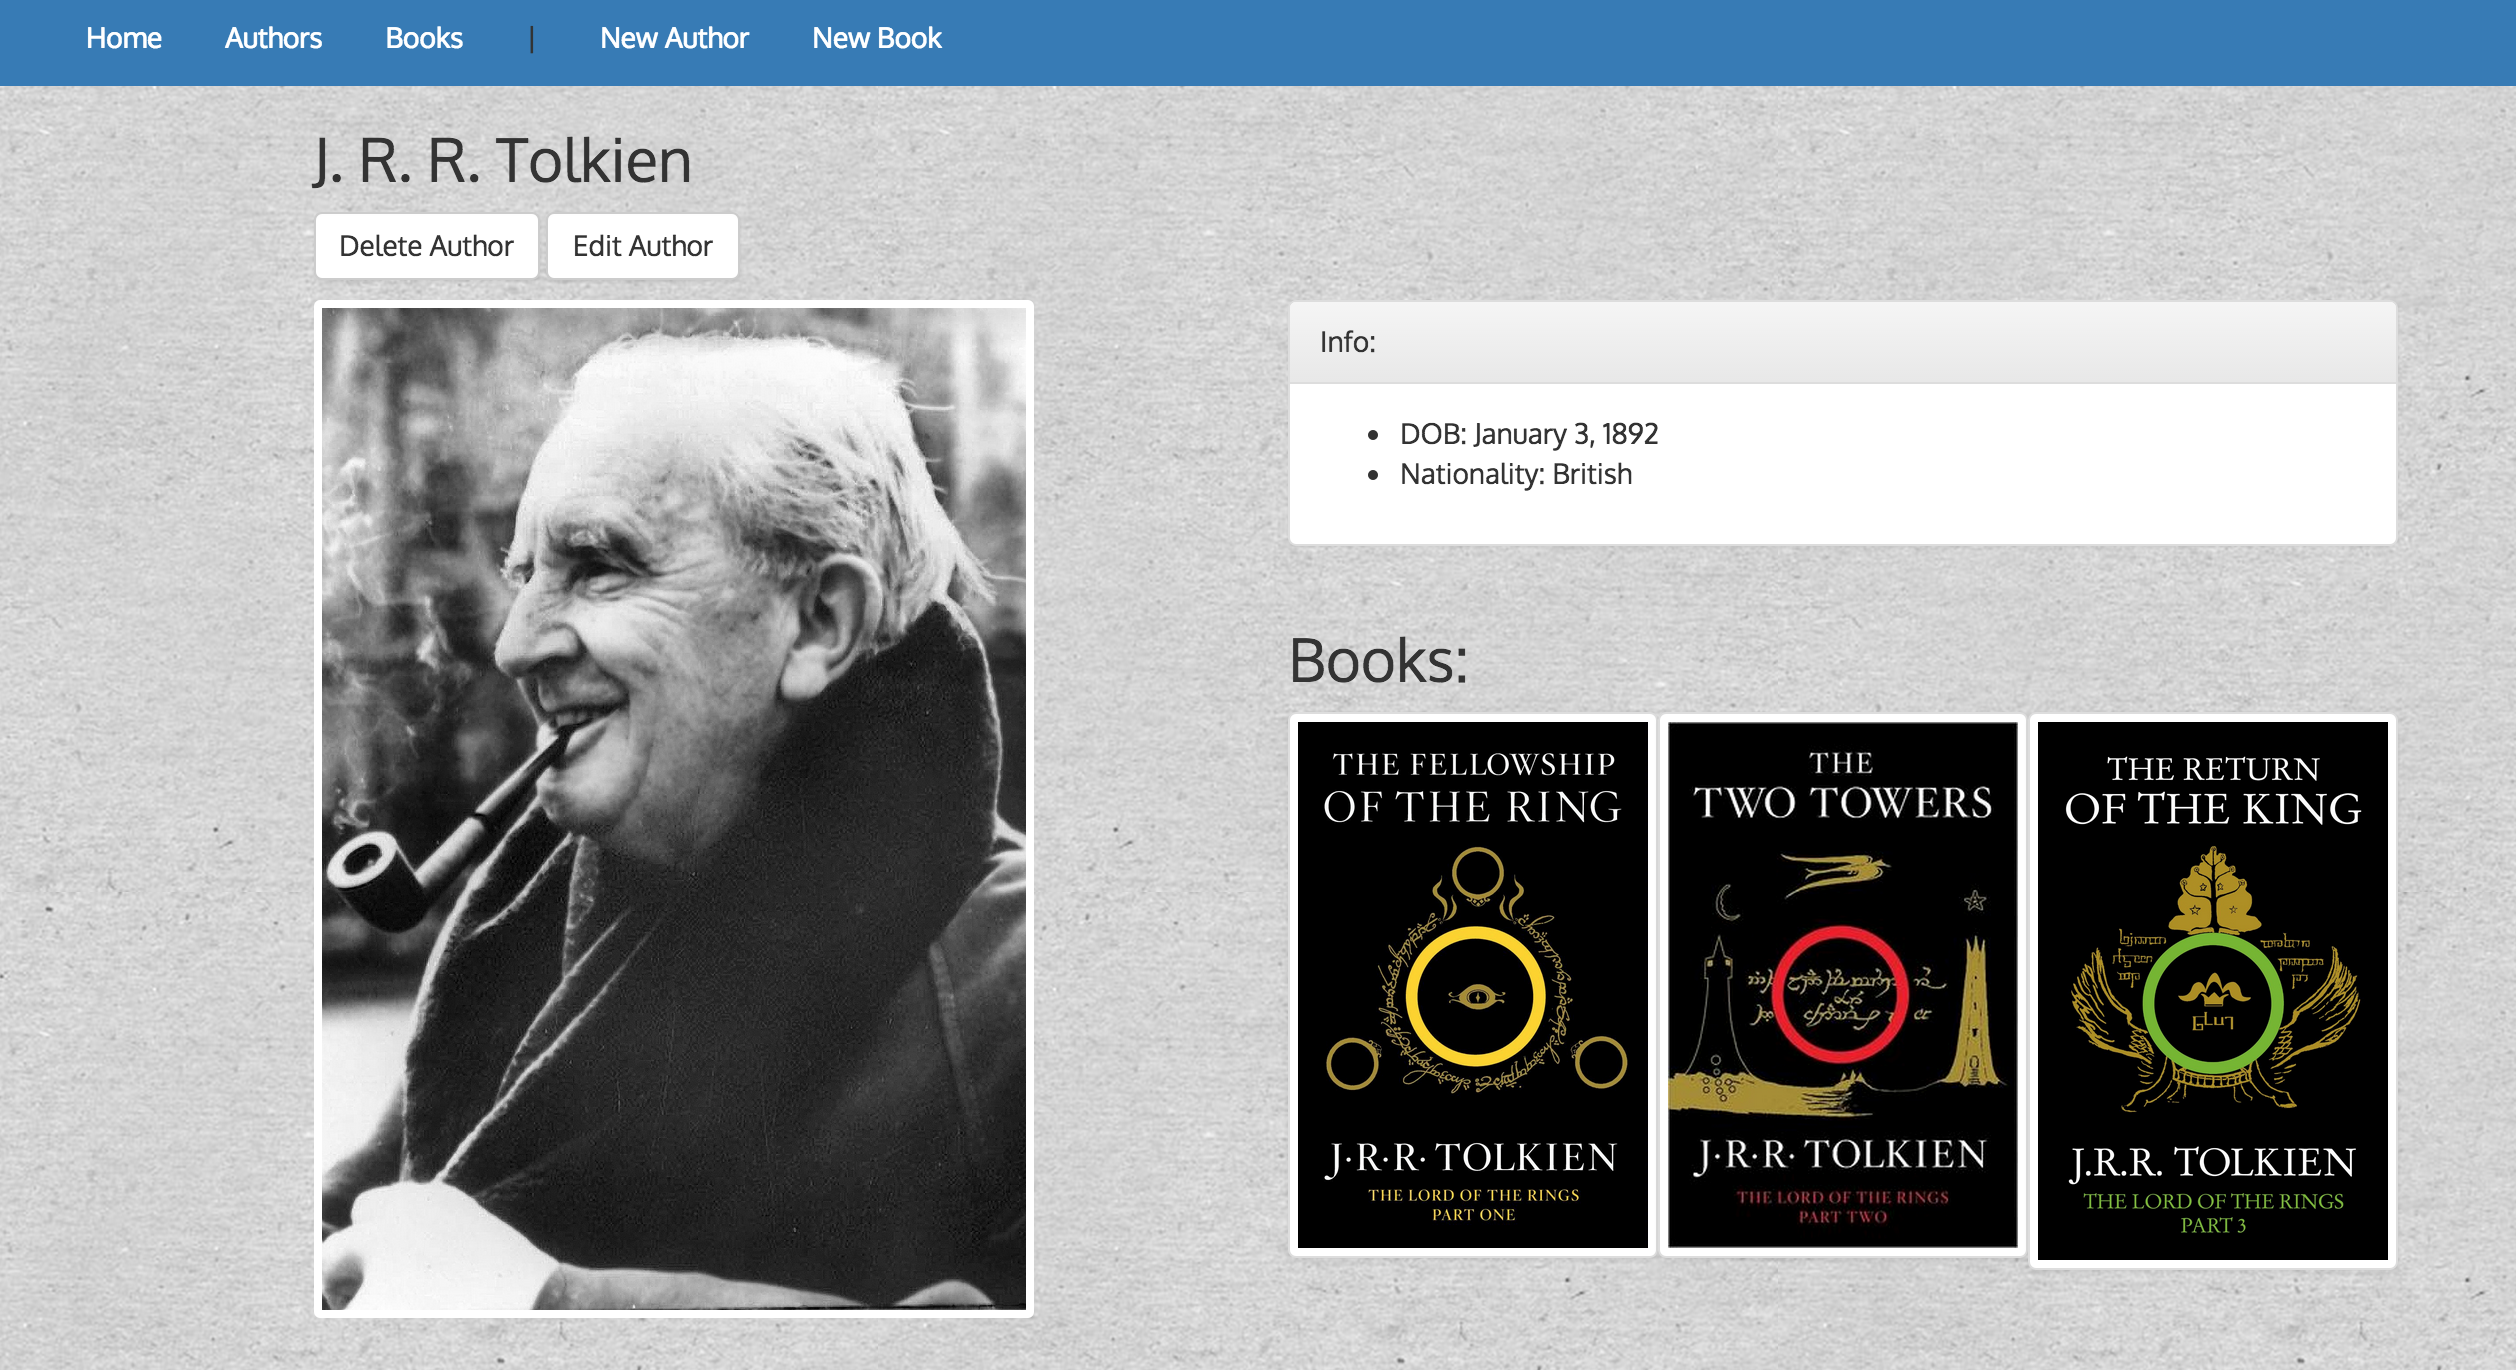 Home Authors Books | New Author New Book
J. R. R. Tolkien
Delete Author Edit Author
Info:
DOB: January 3, 1892
Nationality: British
Books:
THE FELLOWSHIP
OF THE RING
J·R·R· TOLKIEN
THE LORD OF THE RINGS
PART ONE
THE
TWO TOWERS
J·R·R· TOLKIEN
THE LORD OF THE RINGS
PART TWO
THE RETURN
OF THE KING
J.R.R. TOLKIEN
THE LORD OF THE RINGS
PART 3